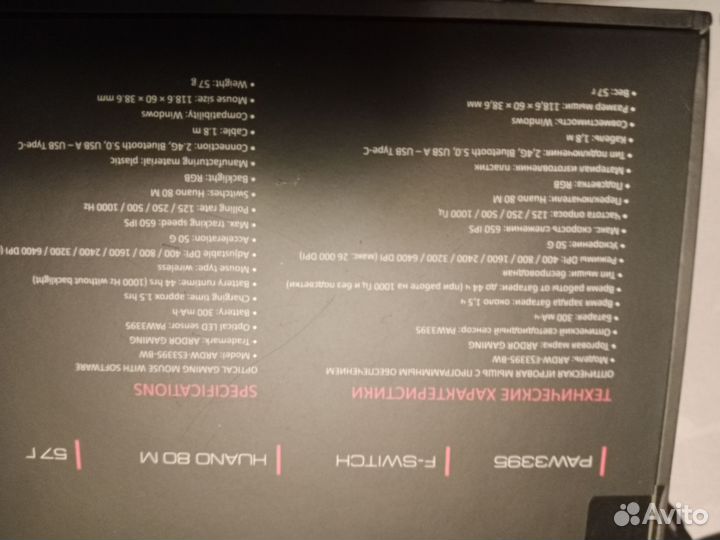 PAW3395
F-SWITCH
HUANO 80 M
57 Г
ТЕХНИЧЕСКИЕ ХАРАКТЕРИСТИКИ
ОПТИЧЕСКАЯ ИГРОВАЯ МЫШЬ С ПРОГРАММНЫМ ОБЕСПЕЧЕНИЕМ
• Модель: ARDW-ES3395-BW
• Торговая марка: ARDOR GAMING
• Оптический светодиодный сенсор: PAW3395
• Батарея: 300 мА·ч
• Время заряда батареи: около 1,5 ч
• Время работы от батареи: до 44 ч (при работе на 1000 Гц и без подсветки)
• Тип мыши: беспроводная
• Режимы DPI: 400 / 800 / 1600 / 2400 / 3200 / 6400 DPI (макс. 26 000 DPI)
• Ускорение: 50 G
• Макс. скорость слежения: 650 IPS
• Частота опроса: 125 / 250 / 500 / 1000 Гц
• Переключатели: Huano 80 M
• Подсветка: RGB
• Материал изготовления: пластик
• Тип подключения: 2,4G, Bluetooth 5.0, USB A – USB Type-C
• Кабель: 1,8 м
• Совместимость: Windows
• Размер мыши: 118,6 × 60 × 38,6 мм
• Вес: 57 г
SPECIFICATIONS
OPTICAL GAMING MOUSE WITH SOFTWARE
• Model: ARDW-ES3395-BW
• Trademark: ARDOR GAMING
• Optical LED sensor: PAW3395
• Battery: 300 mA·h
• Charging time: approx 1.5 hrs
• Battery runtime: 44 hrs (1000 Hz without backlight)
• Mouse type: wireless
• Adjustable DPI: 400 / 800 / 1600 / 2400 / 3200 / 6400 DPI
• Acceleration: 50 G
• Max. tracking speed: 650 IPS
• Polling rate: 125 / 250 / 500 / 1000 Hz
• Switches: Huano 80 M
• Backlight: RGB
• Manufacturing material: plastic
• Connection: 2,4G, Bluetooth 5.0, USB A – USB Type-C
• Cable: 1.8 m
• Compatibility: Windows
• Mouse size: 118.6 × 60 × 38.6 mm
• Weight: 57 g
Avito